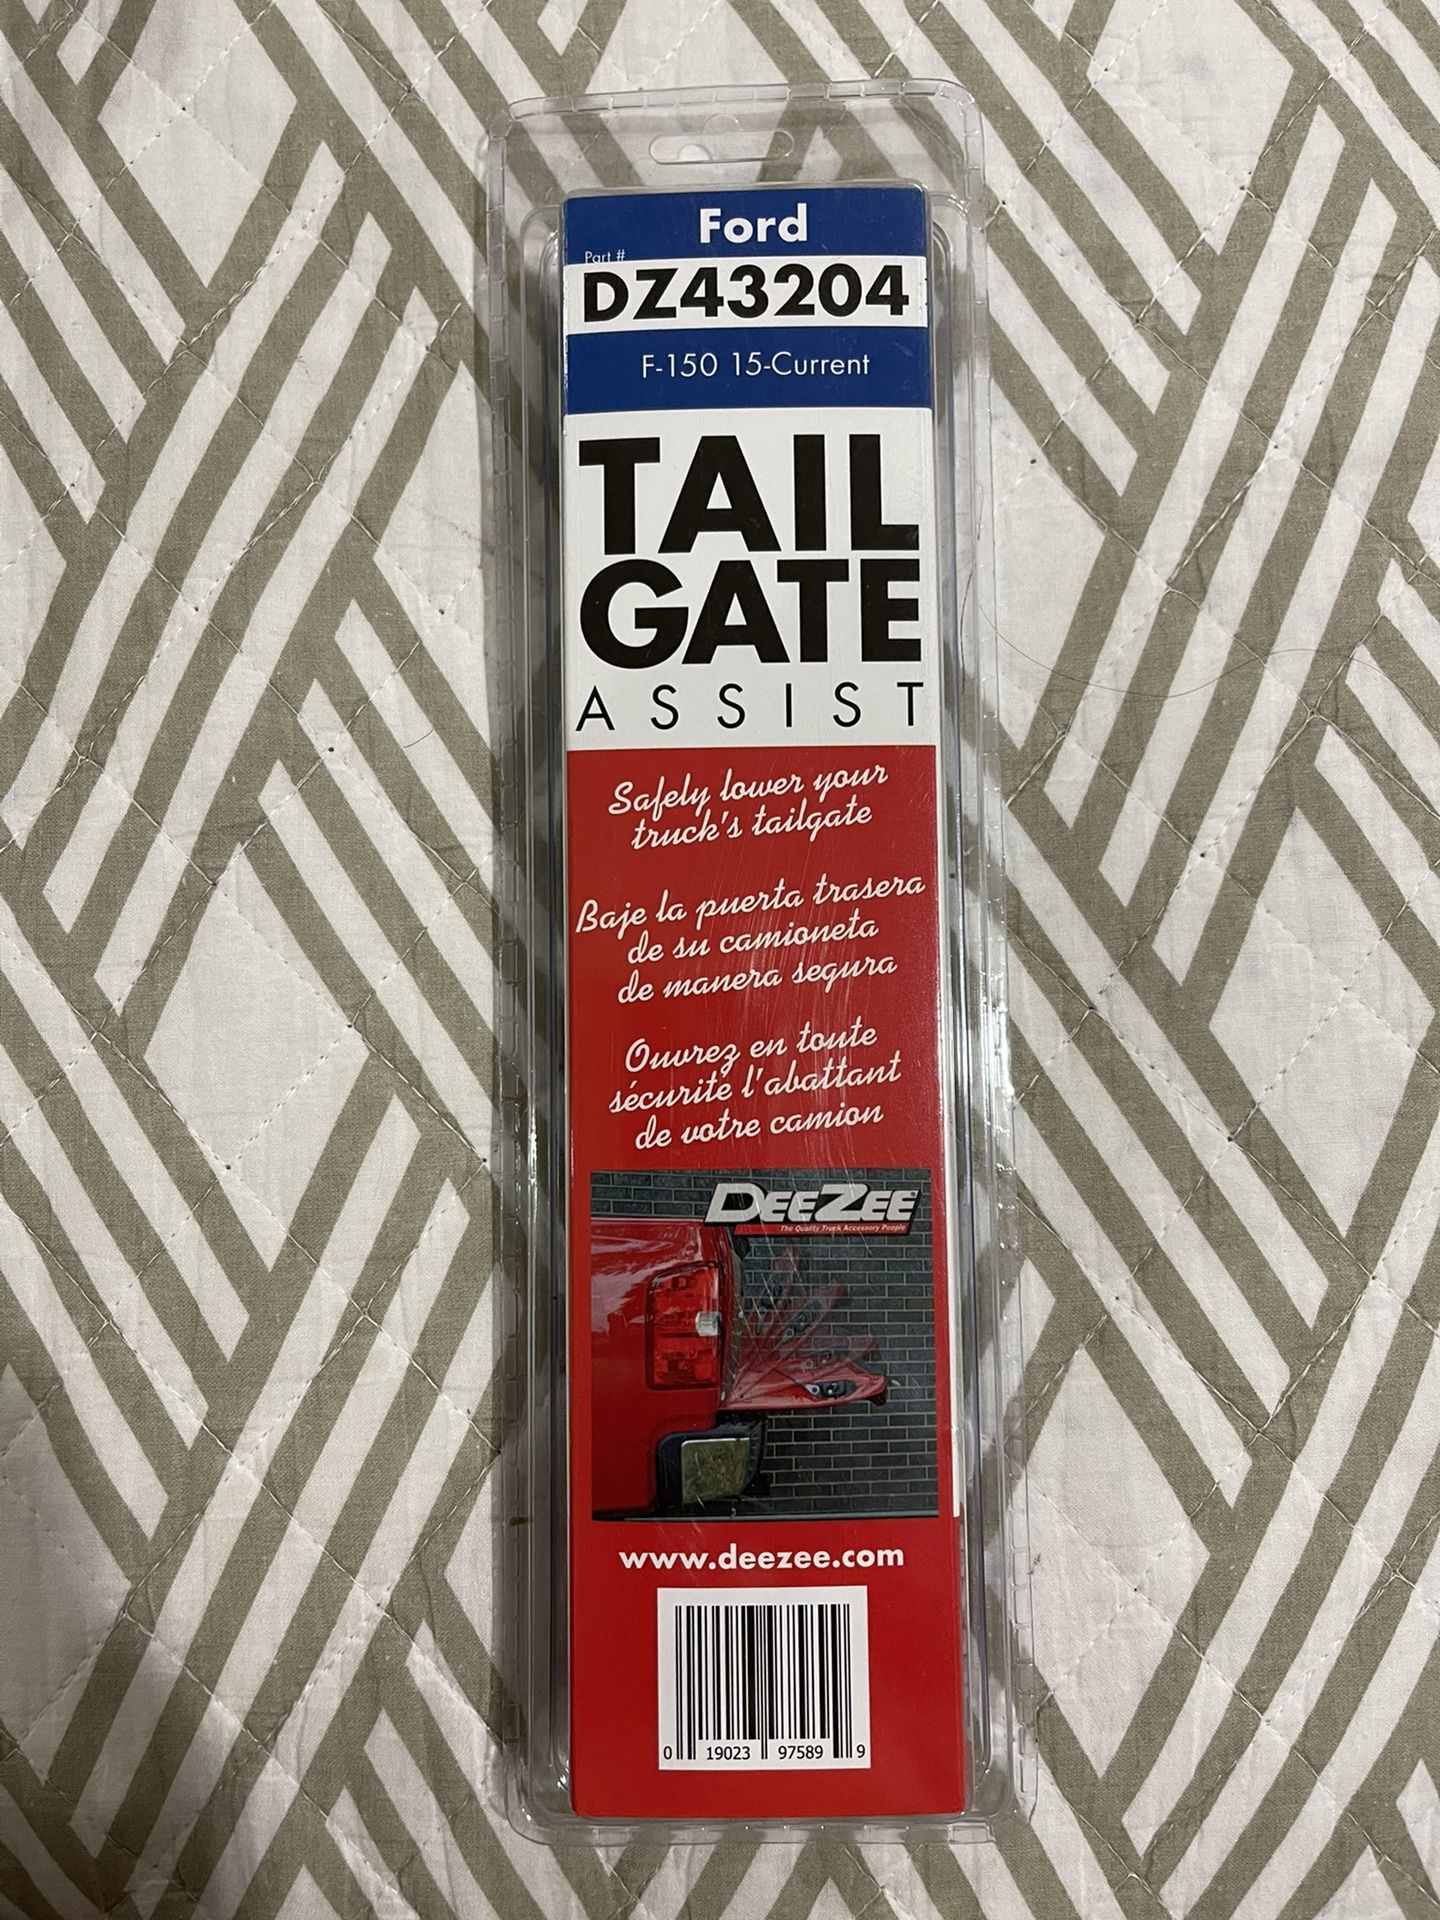 Ford
Part #
DZ43204
F-150 15-Current
TAIL
GATE
ASSIST
Safely lower your
truck's tailgate
Baje la puerta trasera
de su camioneta
de manera segura
Ouvrez en toute
sécurité l'abattant
de votre camion
DEEZEE
The Quality Truck Accessory People
www.deezee.com
0 19023 97589 9